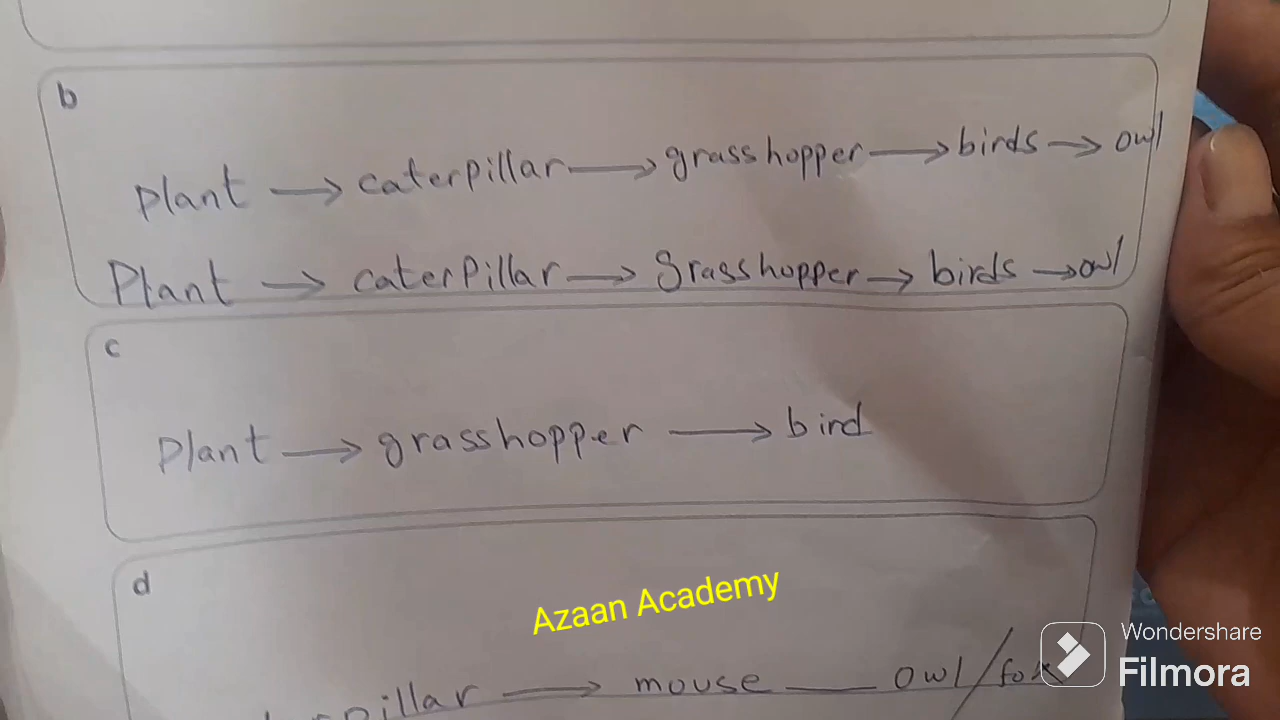 b
Plant → caterpillar → grasshopper → birds → owl
Plant → caterpillar → grasshopper → birds → owl
c
Plant → grasshopper → bird
d
Azaan Academy
Wondershare
Filmora
pillar → mouse — owl/fox